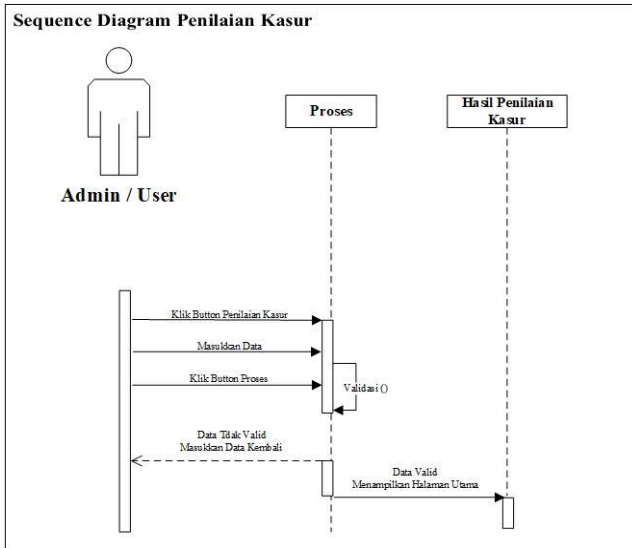 Sequence Diagram Penilaian Kasur
Proses
Hasil Penilaian
Kasur
Admin / User
Klik Button Penilaian Kasur
Masukkan Data
Klik Button Proses
Validasi ()
Data Tdak Valid
Masukkan Data Kembali
Data Valid
Menampilkan Halaman Utama